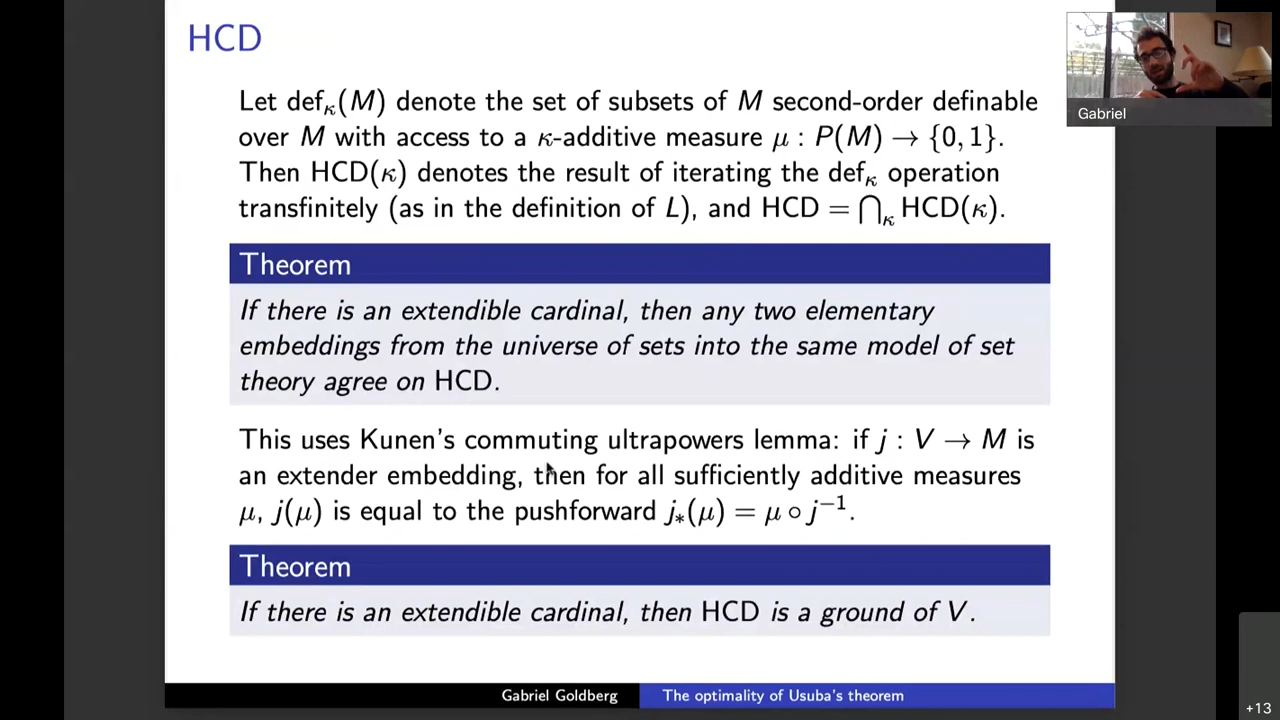 HCD
Gabriel
Let def_κ(M) denote the set of subsets of M second-order definable
over M with access to a κ-additive measure μ : P(M) → {0, 1}.
Then HCD(κ) denotes the result of iterating the def_κ operation
transfinitely (as in the definition of L), and HCD = ⋂_κ HCD(κ).
Theorem
If there is an extendible cardinal, then any two elementary
embeddings from the universe of sets into the same model of set
theory agree on HCD.
This uses Kunen's commuting ultrapowers lemma: if j : V → M is
an extender embedding, then for all sufficiently additive measures
μ, j(μ) is equal to the pushforward j_*(μ) = μ ∘ j⁻¹.
Theorem
If there is an extendible cardinal, then HCD is a ground of V.
Gabriel Goldberg
The optimality of Usuba's theorem
+13